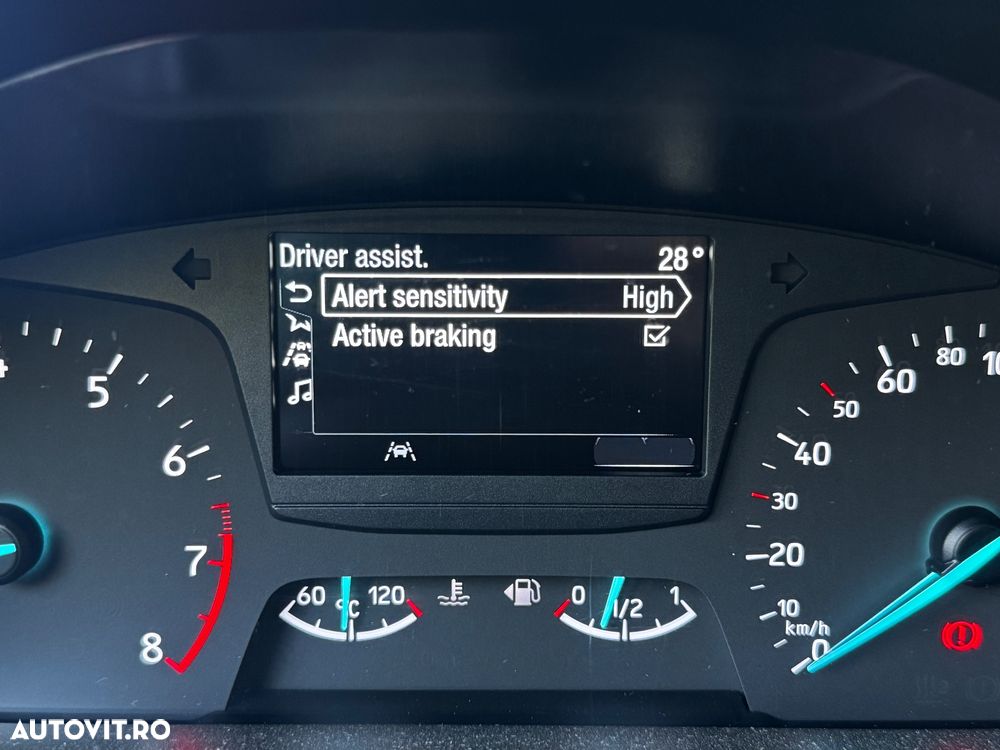 Driver assist. 28°
Alert sensitivity High
Active braking
5
6
7
8
60 °C 120
0 1/2 1
0
10
20
30
40
50
60
80
km/h
AUTOVIT.RO